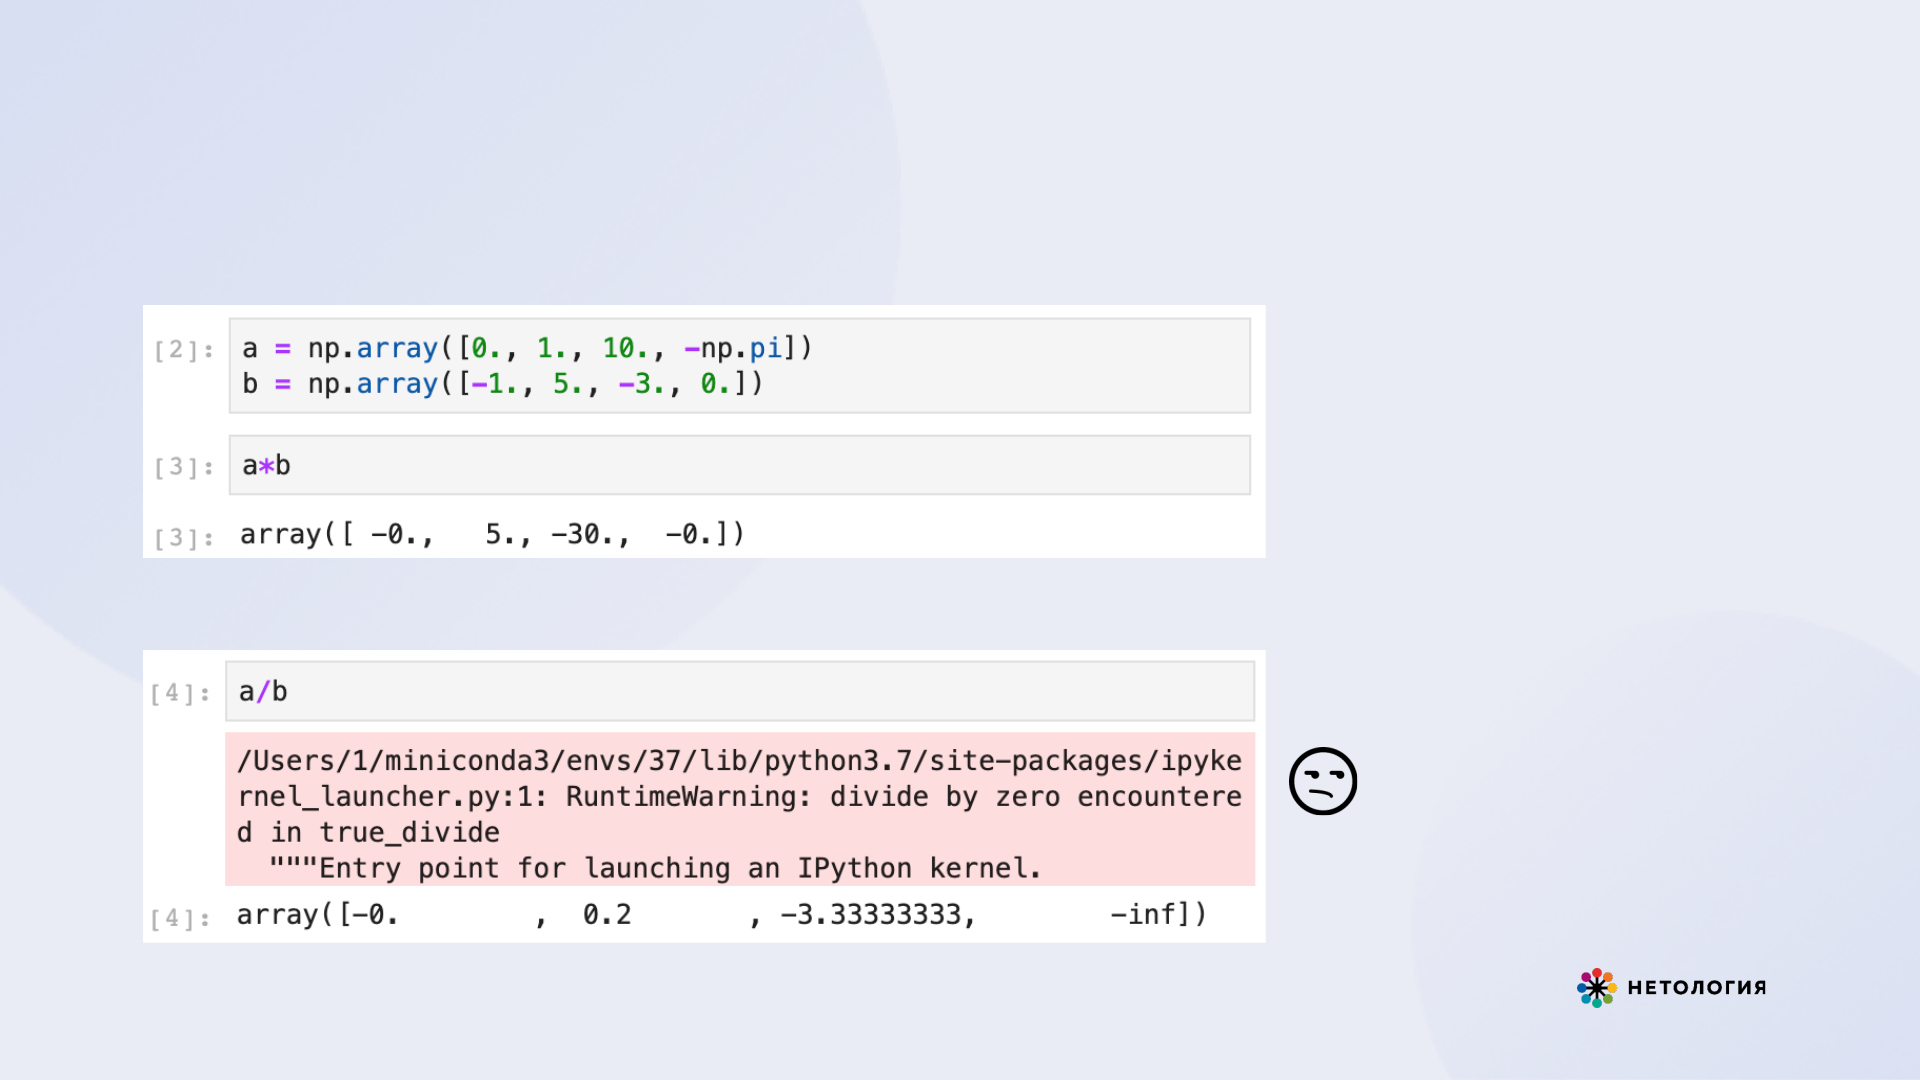 [2]: a = np.array([0., 1., 10., -np.pi])
b = np.array([-1., 5., -3., 0.])
[3]: a*b
[3]: array([ -0.,   5., -30.,  -0.])
[4]: a/b
/Users/1/miniconda3/envs/37/lib/python3.7/site-packages/ipyke
rnel_launcher.py:1: RuntimeWarning: divide by zero encountere
d in true_divide
  """Entry point for launching an IPython kernel.
[4]: array([-0.        ,  0.2       , -3.33333333,        -inf])
НЕТОЛОГИЯ